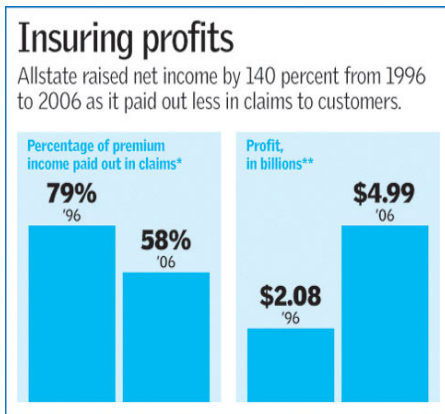 Insuring profits
Allstate raised net income by 140 percent from 1996
to 2006 as it paid out less in claims to customers.
Percentage of premium
income paid out in claims*
79%
'96
58%
'06
Profit,
in billions**
$4.99
'06
$2.08
'96